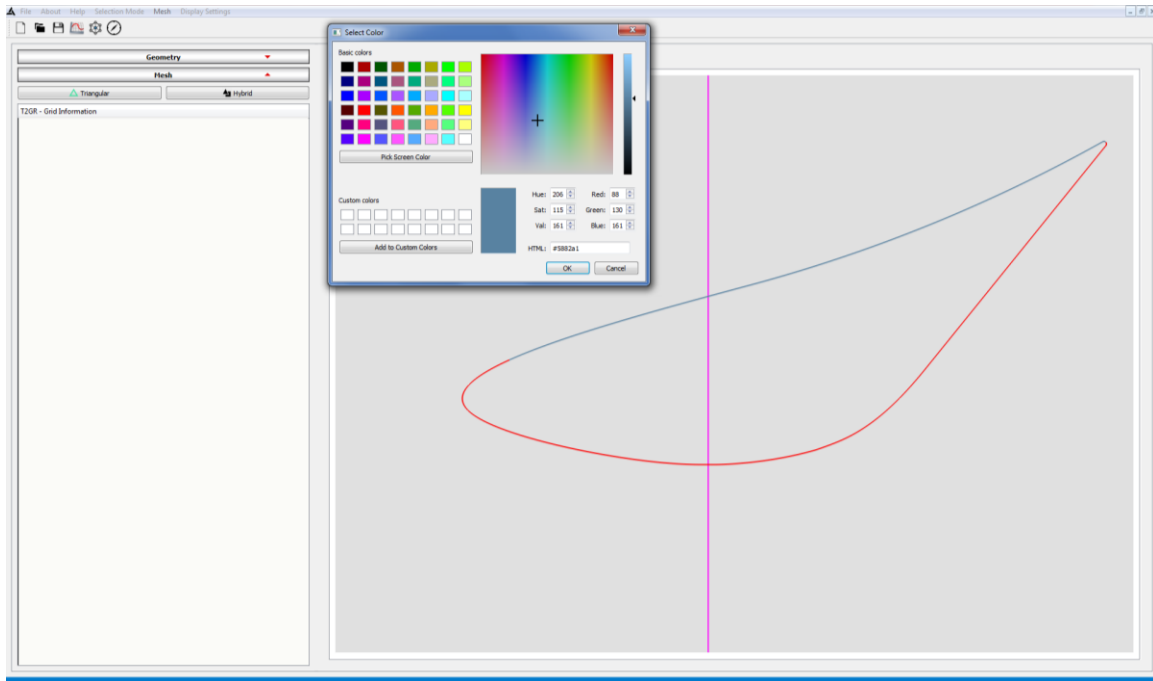 File About Help Selection Mode Mesh Display Settings
Geometry
Mesh
Triangular
Hybrid
T2GR - Grid Information
Select Color
Basic colors
Pick Screen Color
Custom colors
Add to Custom Colors
Hue: 206 Red: 88
Sat: 115 Green: 130
Val: 161 Blue: 161
HTML: #5882a1
OK Cancel